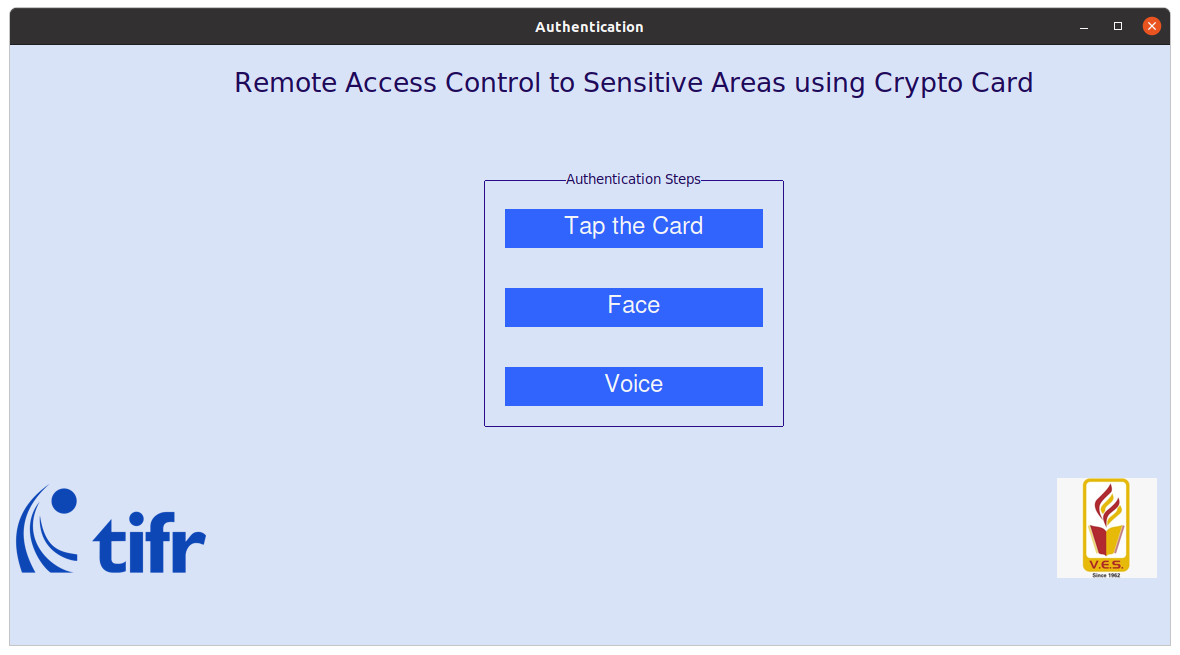 Authentication
Remote Access Control to Sensitive Areas using Crypto Card
Authentication Steps
Tap the Card
Face
Voice
tifr
V.E.S.
Since 1962